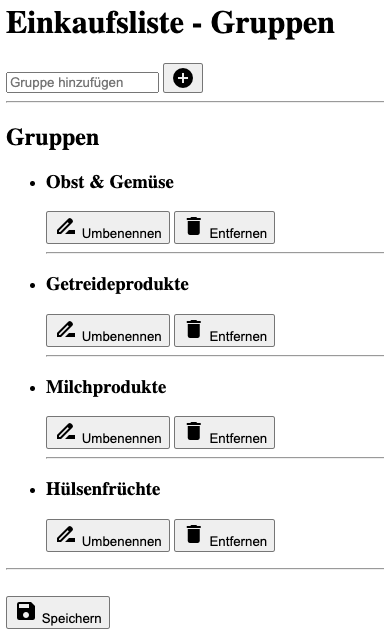 Einkaufsliste - Gruppen
Gruppe hinzufügen
Gruppen
Obst & Gemüse
Umbenennen Entfernen
Getreideprodukte
Umbenennen Entfernen
Milchprodukte
Umbenennen Entfernen
Hülsenfrüchte
Umbenennen Entfernen
Speichern